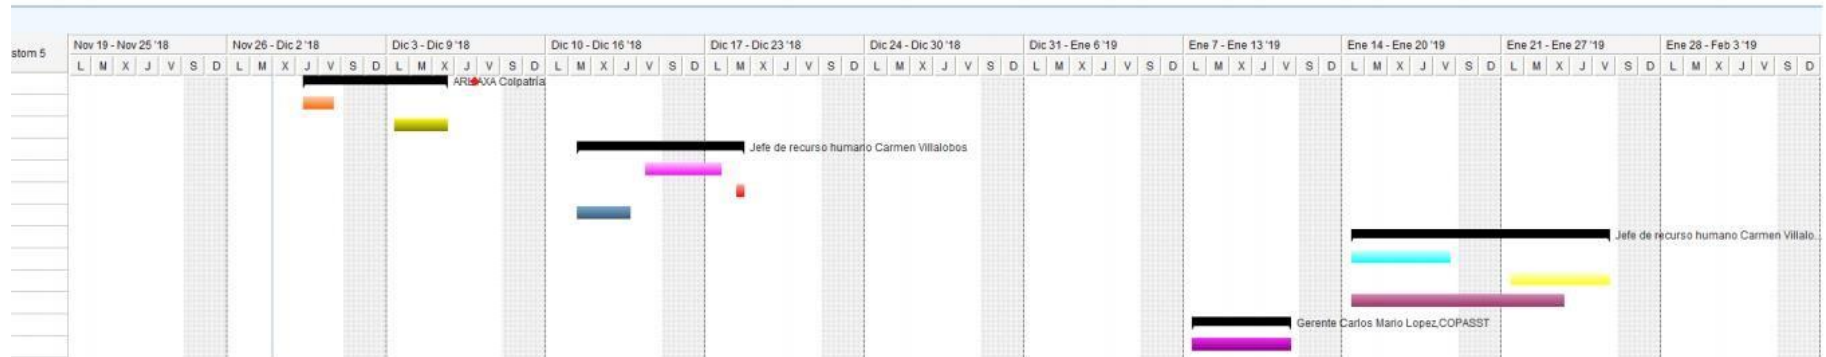 stom 5
Nov 19 - Nov 25 '18 Nov 26 - Dic 2 '18 Dic 3 - Dic 9 '18 Dic 10 - Dic 16 '18 Dic 17 - Dic 23 '18 Dic 24 - Dic 30 '18 Dic 31 - Ene 6 '19 Ene 7 - Ene 13 '19 Ene 14 - Ene 20 '19 Ene 21 - Ene 27 '19 Ene 28 - Feb 3 '19
L M X J V S D L M X J V S D L M X J V S D L M X J V S D L M X J V S D L M X J V S D L M X J V S D L M X J V S D L M X J V S D L M X J V S D L M X J V S D
Colpatria
Jefe de recurso humano Carmen Villalobos
Jefe de recurso humano Carmen Villalo...
Gerente Carlos Mario Lopez,COPASST